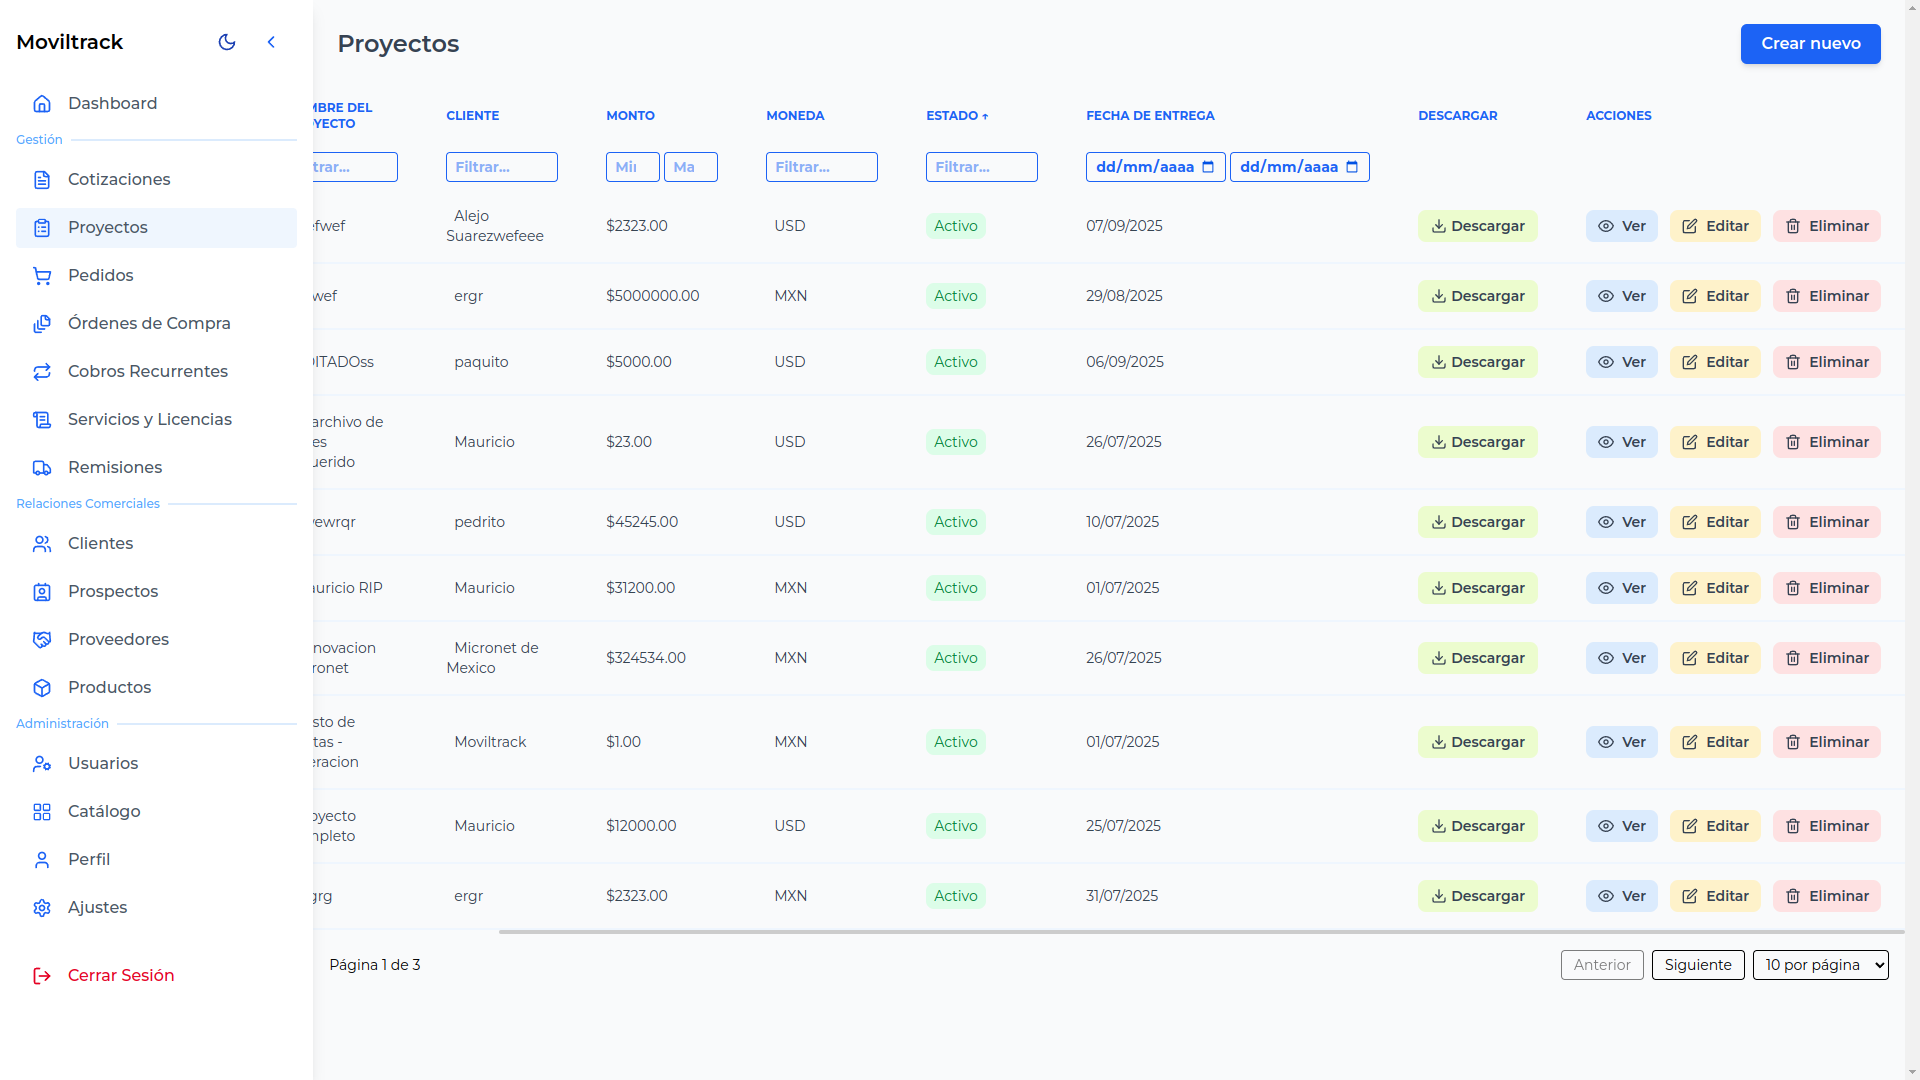 Moviltrack
Dashboard
Gestión
Cotizaciones
Proyectos
Pedidos
Órdenes de Compra
Cobros Recurrentes
Servicios y Licencias
Remisiones
Relaciones Comerciales
Clientes
Prospectos
Proveedores
Productos
Administración
Usuarios
Catálogo
Perfil
Ajustes
Cerrar Sesión
Proyectos
Crear nuevo
MBRE DEL
YECTO
CLIENTE
MONTO
MONEDA
ESTADO ↑
FECHA DE ENTREGA
DESCARGAR
ACCIONES
trar... Filtrar... Filtrar... Filtrar... dd/mm/aaaa dd/mm/aaaa
fwef Alejo Suarezwefeee $2323.00 USD Activo 07/09/2025 Descargar Ver Editar Eliminar
wef ergr $5000000.00 MXN Activo 29/08/2025 Descargar Ver Editar Eliminar
ITADOss paquito $5000.00 USD Activo 06/09/2025 Descargar Ver Editar Eliminar
archivo de
es
uerido
Mauricio $23.00 USD Activo 26/07/2025 Descargar Ver Editar Eliminar
ewrqr pedrito $45245.00 USD Activo 10/07/2025 Descargar Ver Editar Eliminar
uricio RIP Mauricio $31200.00 MXN Activo 01/07/2025 Descargar Ver Editar Eliminar
novacion
ronet
Micronet de
Mexico
$324534.00 MXN Activo 26/07/2025 Descargar Ver Editar Eliminar
sto de
tas -
eracion
Moviltrack $1.00 MXN Activo 01/07/2025 Descargar Ver Editar Eliminar
oyecto
mpleto
Mauricio $12000.00 USD Activo 25/07/2025 Descargar Ver Editar Eliminar
grg ergr $2323.00 MXN Activo 31/07/2025 Descargar Ver Editar Eliminar
Página 1 de 3
Anterior
Siguiente
10 por página